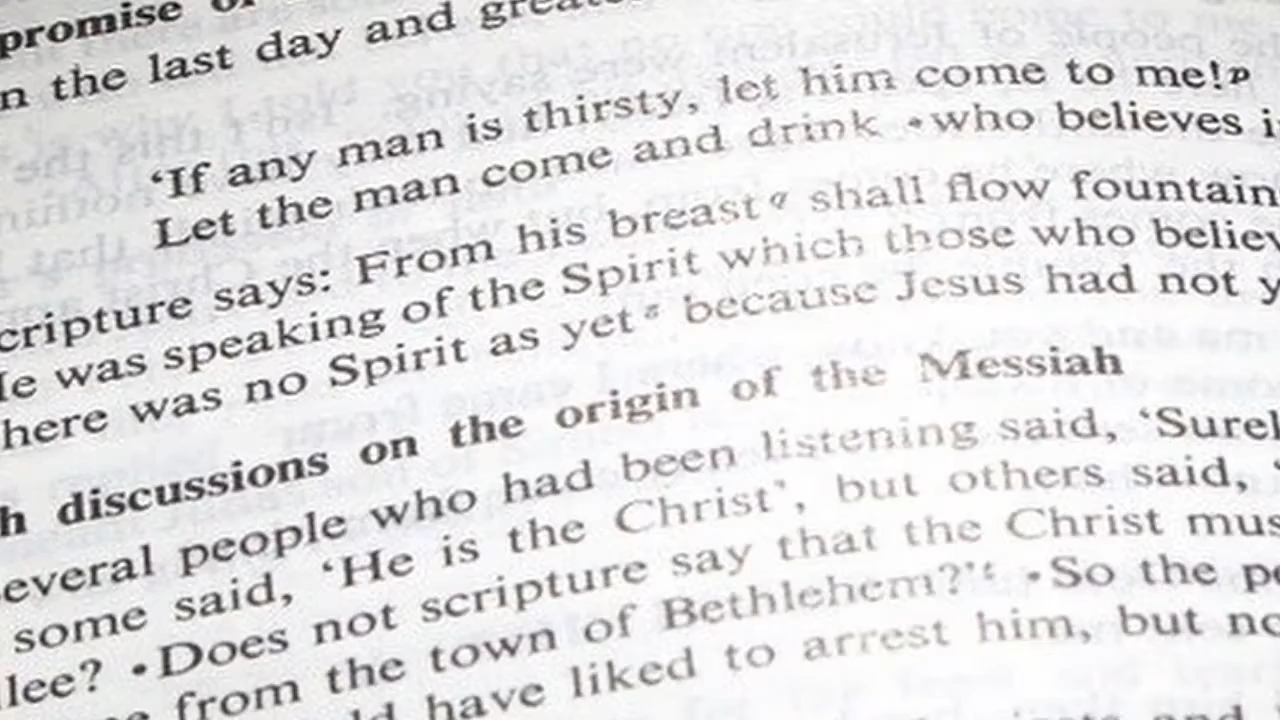 promise
n the last day and
'If any man is thirsty, let him come to me!p
Let the man come and drink •who believes i
cripture says: From his breast q shall flow fountain
He was speaking of the Spirit which those who believ
here was no Spirit as yet s because Jesus had not y
h discussions on the origin of the Messiah
everal people who had been listening said, 'Surel
some said, 'He is the Christ', but others said, '
lee? •Does not scripture say that the Christ mus
from the town of Bethlehem?'t •So the pe
ld have liked to arrest him, but no